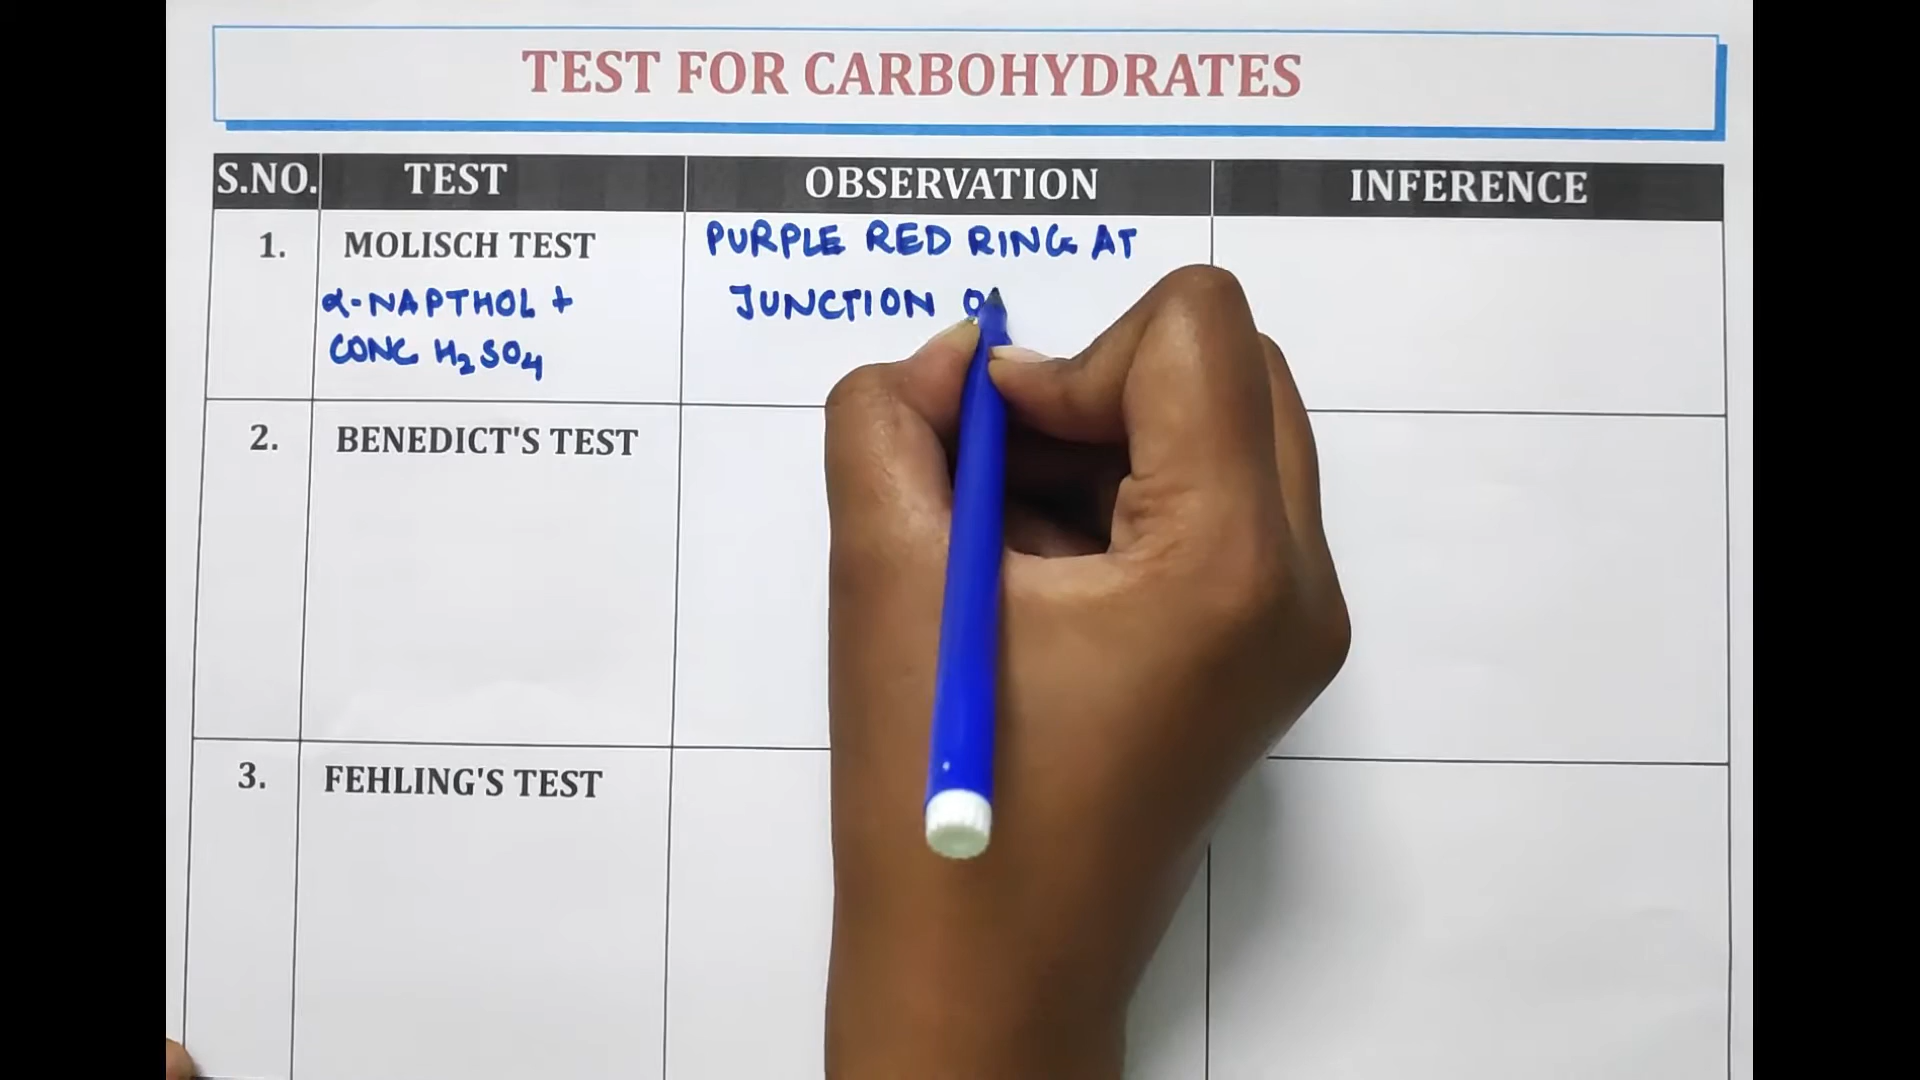 TEST FOR CARBOHYDRATES
S.NO. TEST OBSERVATION INFERENCE
1. MOLISCH TEST PURPLE RED RING AT
α-NAPTHOL + JUNCTION O
CONC H₂SO₄
2. BENEDICT'S TEST
3. FEHLING'S TEST